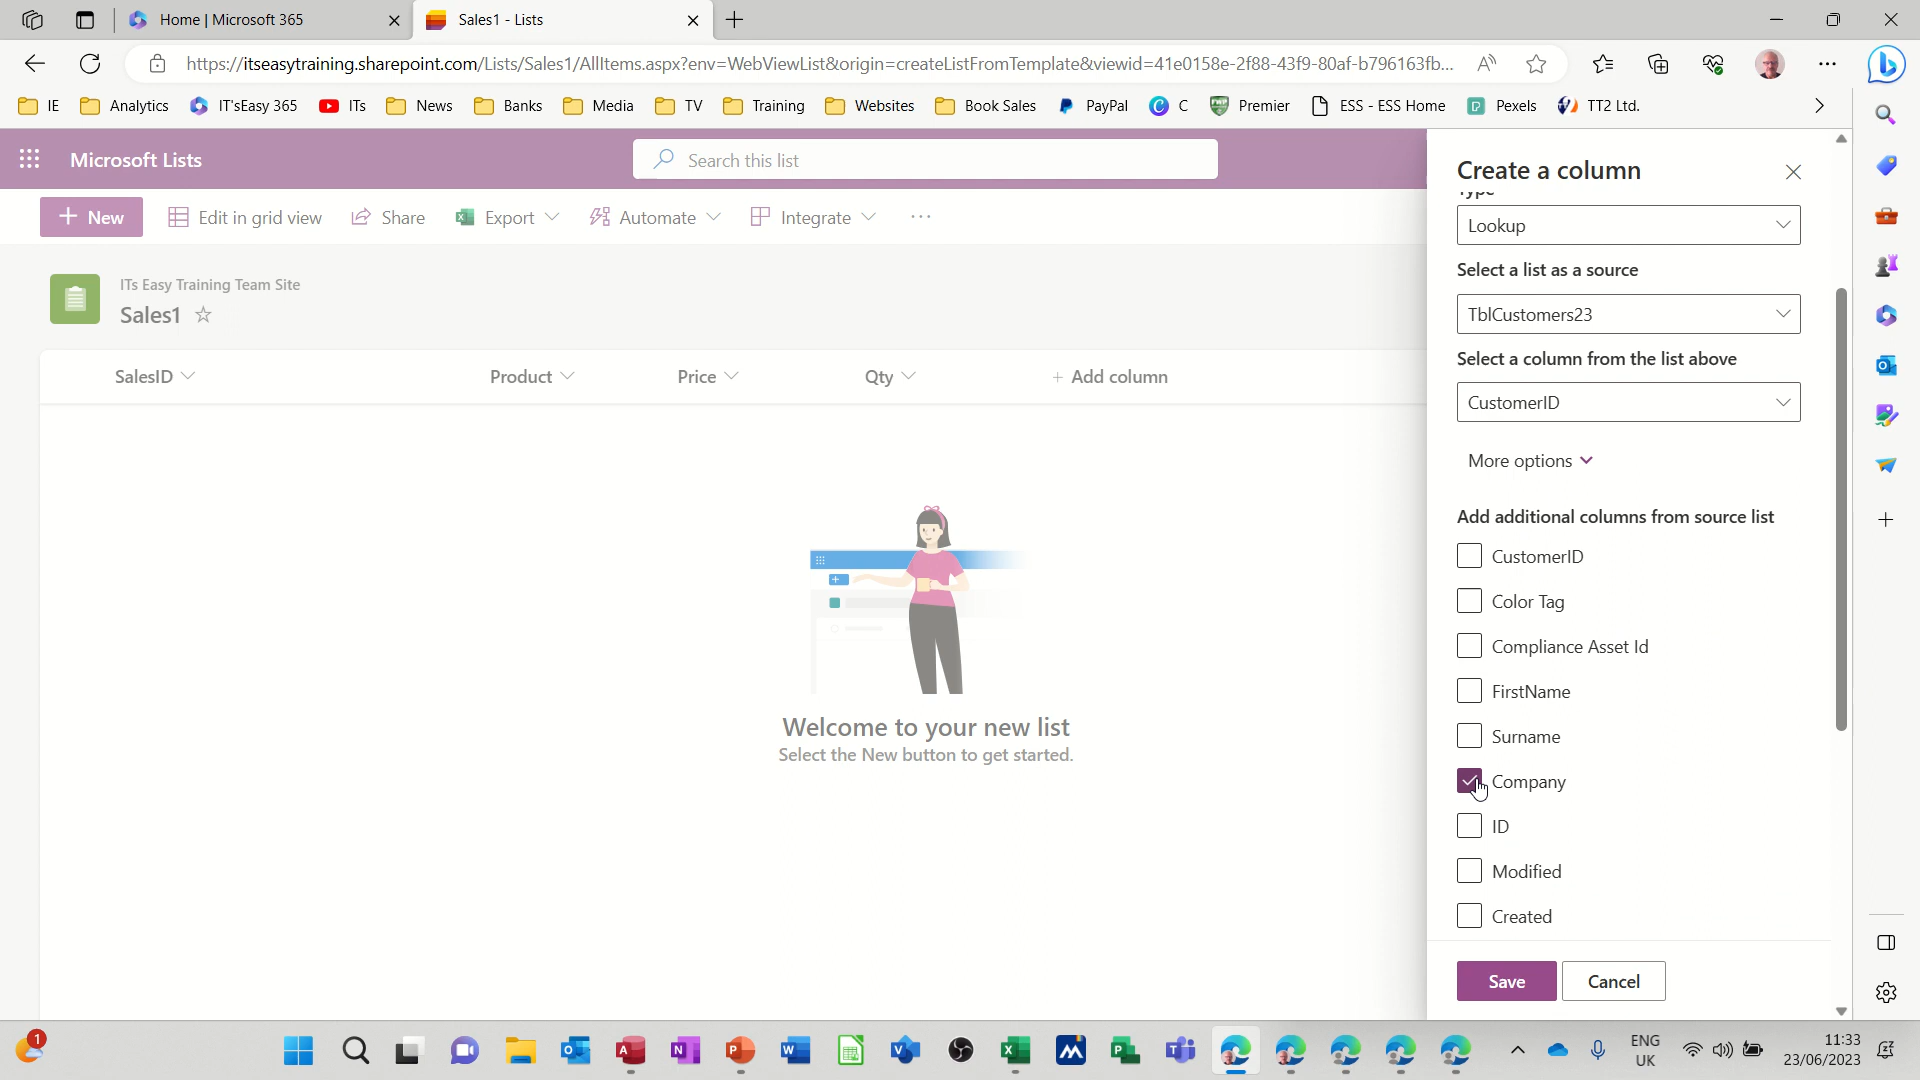 Home | Microsoft 365
Sales1 - Lists
https://itseasytraining.sharepoint.com/Lists/Sales1/AllItems.aspx?env=WebViewList&origin=createListFromTemplate&viewid=41e0158e-2f88-43f9-80af-b796163fb...
IE Analytics IT'sEasy 365 ITs News Banks Media TV Training Websites Book Sales PayPal C Premier ESS - ESS Home Pexels TT2 Ltd.
Microsoft Lists
Search this list
New Edit in grid view Share Export Automate Integrate
ITs Easy Training Team Site
Sales1
SalesID Product Price Qty + Add column
Welcome to your new list
Select the New button to get started.
Create a column
Type
Lookup
Select a list as a source
TblCustomers23
Select a column from the list above
CustomerID
More options
Add additional columns from source list
CustomerID
Color Tag
Compliance Asset Id
FirstName
Surname
Company
ID
Modified
Created
Save Cancel
1
ENG
UK
11:33
23/06/2023